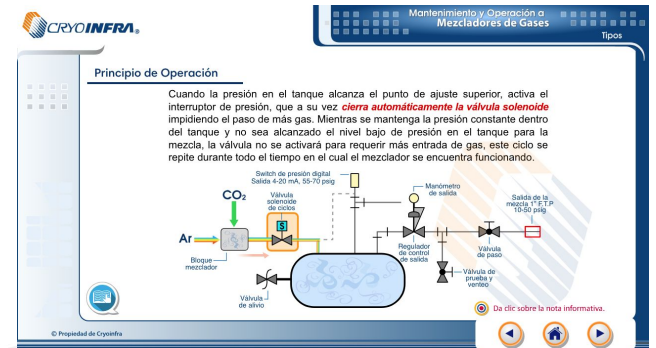 CRYOINFRA®
Mantenimiento y Operación a
Mezcladores de Gases
Tipos
Principio de Operación
Cuando la presión en el tanque alcanza el punto de ajuste superior, activa el
interruptor de presión, que a su vez cierra automáticamente la válvula solenoide
impidiendo el paso de más gas. Mientras se mantenga la presión constante dentro
del tanque y no sea alcanzado el nivel bajo de presión en el tanque para la
mezcla, la válvula no se activará para requerir más entrada de gas, este ciclo se
repite durante todo el tiempo en el cual el mezclador se encuentra funcionando.
Switch de presión digital
Salida 4-20 mA, 55-70 psig
CO₂
Válvula
solenoide
de ciclos
S
Manómetro
de salida
Salida de la
mezcla 1" F.T.P
10-50 psig
Ar
Bloque
mezclador
Regulador
de control
de salida
Válvula
de paso
Válvula de
prueba y
venteo
Válvula
de alivio
Da clic sobre la nota informativa.
© Propiedad de Cryoinfra